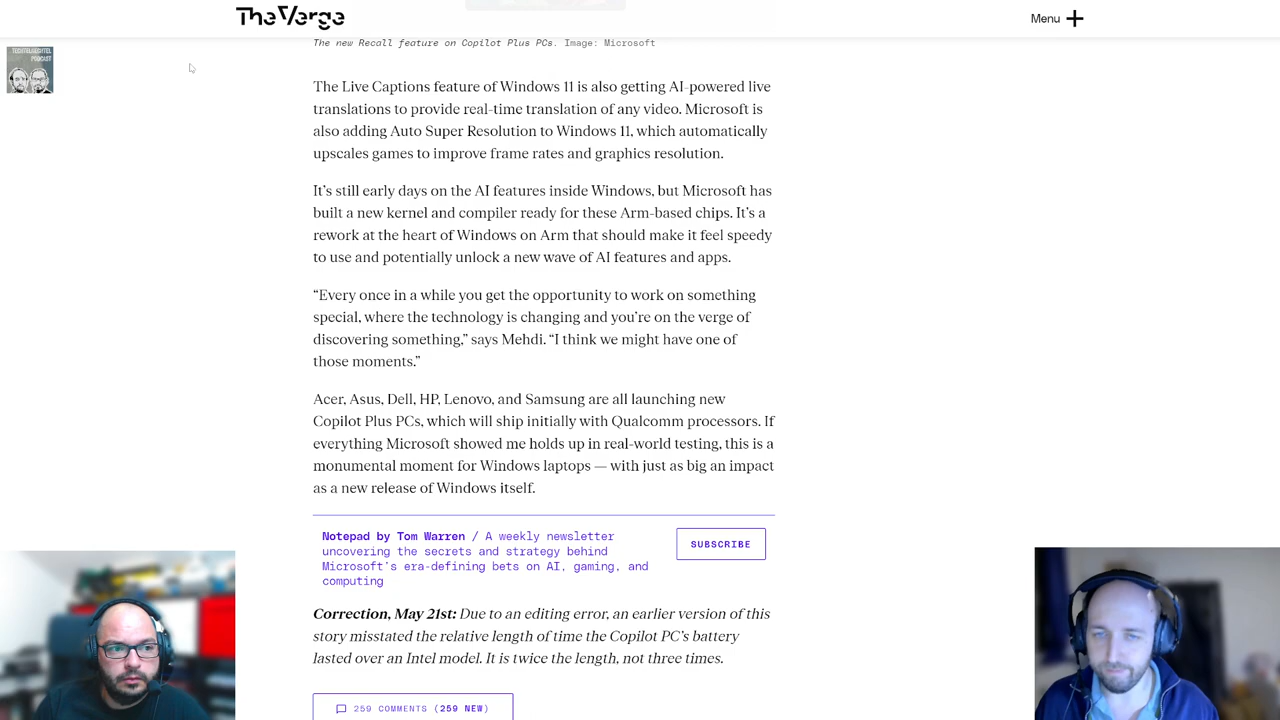 TheVerge
Menu
TECHTELMECHTEL
PODCAST
The new Recall feature on Copilot Plus PCs. Image: Microsoft
The Live Captions feature of Windows 11 is also getting AI-powered live
translations to provide real-time translation of any video. Microsoft is
also adding Auto Super Resolution to Windows 11, which automatically
upscales games to improve frame rates and graphics resolution.
It’s still early days on the AI features inside Windows, but Microsoft has
built a new kernel and compiler ready for these Arm-based chips. It’s a
rework at the heart of Windows on Arm that should make it feel speedy
to use and potentially unlock a new wave of AI features and apps.
“Every once in a while you get the opportunity to work on something
special, where the technology is changing and you’re on the verge of
discovering something,” says Mehdi. “I think we might have one of
those moments.”
Acer, Asus, Dell, HP, Lenovo, and Samsung are all launching new
Copilot Plus PCs, which will ship initially with Qualcomm processors. If
everything Microsoft showed me holds up in real-world testing, this is a
monumental moment for Windows laptops — with just as big an impact
as a new release of Windows itself.
Notepad by Tom Warren / A weekly newsletter
uncovering the secrets and strategy behind
Microsoft's era-defining bets on AI, gaming, and
computing
SUBSCRIBE
Correction, May 21st: Due to an editing error, an earlier version of this
story misstated the relative length of time the Copilot PC’s battery
lasted over an Intel model. It is twice the length, not three times.
259 COMMENTS (259 NEW)